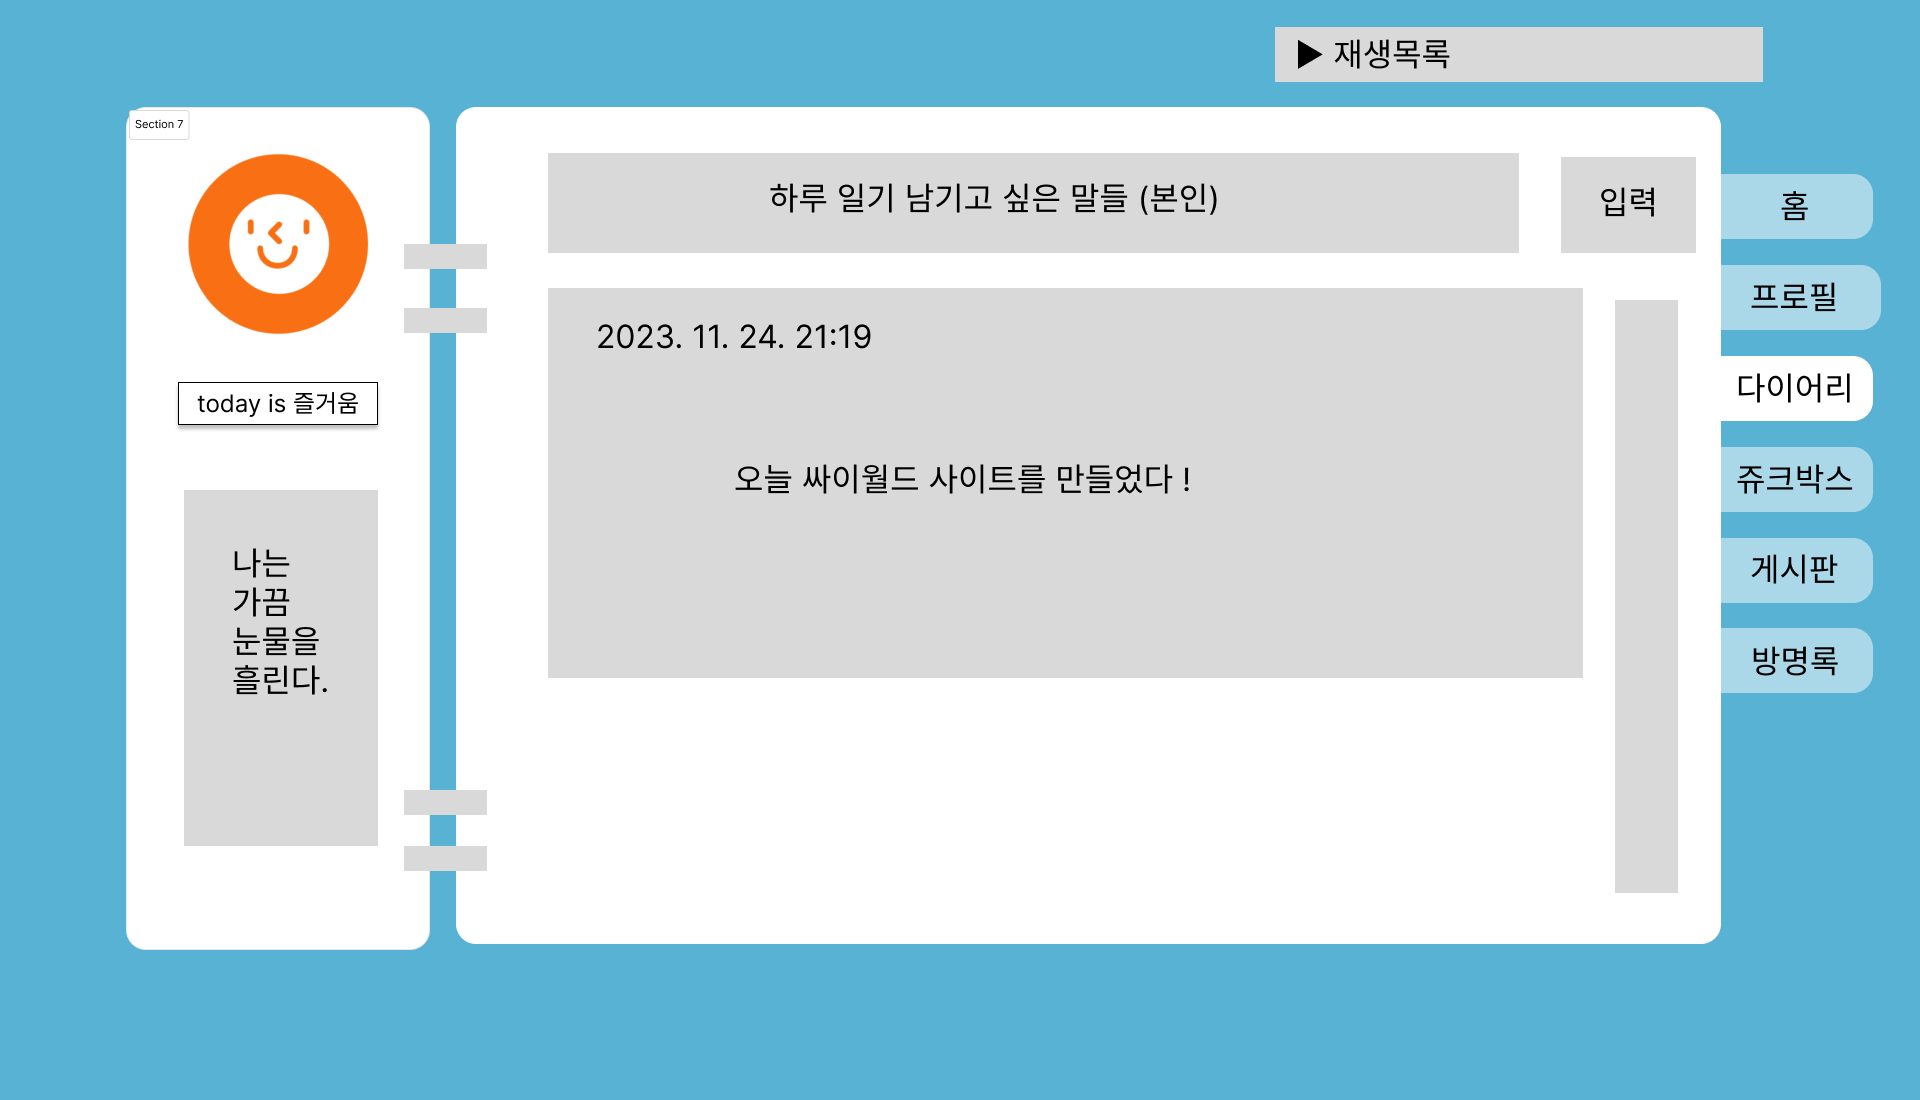 ▶ 재생목록
Section 7
today is 즐거움
나는
가끔
눈물을
흘린다.
하루 일기 남기고 싶은 말들 (본인)
입력
2023. 11. 24. 21:19
오늘 싸이월드 사이트를 만들었다 !
홈
프로필
다이어리
쥬크박스
게시판
방명록